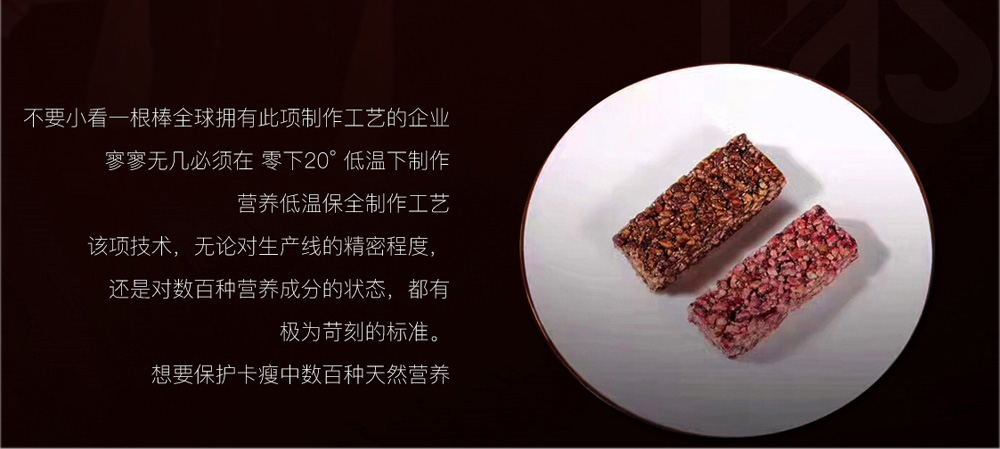 不要小看一根棒全球拥有此项制作工艺的企业
寥寥无几必须在 零下20° 低温下制作
营养低温保全制作工艺
该项技术，无论对生产线的精密程度，
还是对数百种营养成分的状态，都有
极为苛刻的标准。
想要保护卡瘦中数百种天然营养